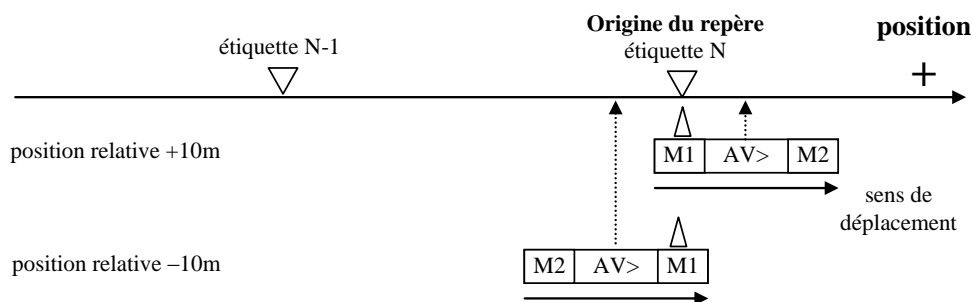 Origine du repère
position
étiquette N-1
étiquette N
+
position relative +10m
M1 AV> M2
sens de
déplacement
position relative –10m
M2 AV> M1